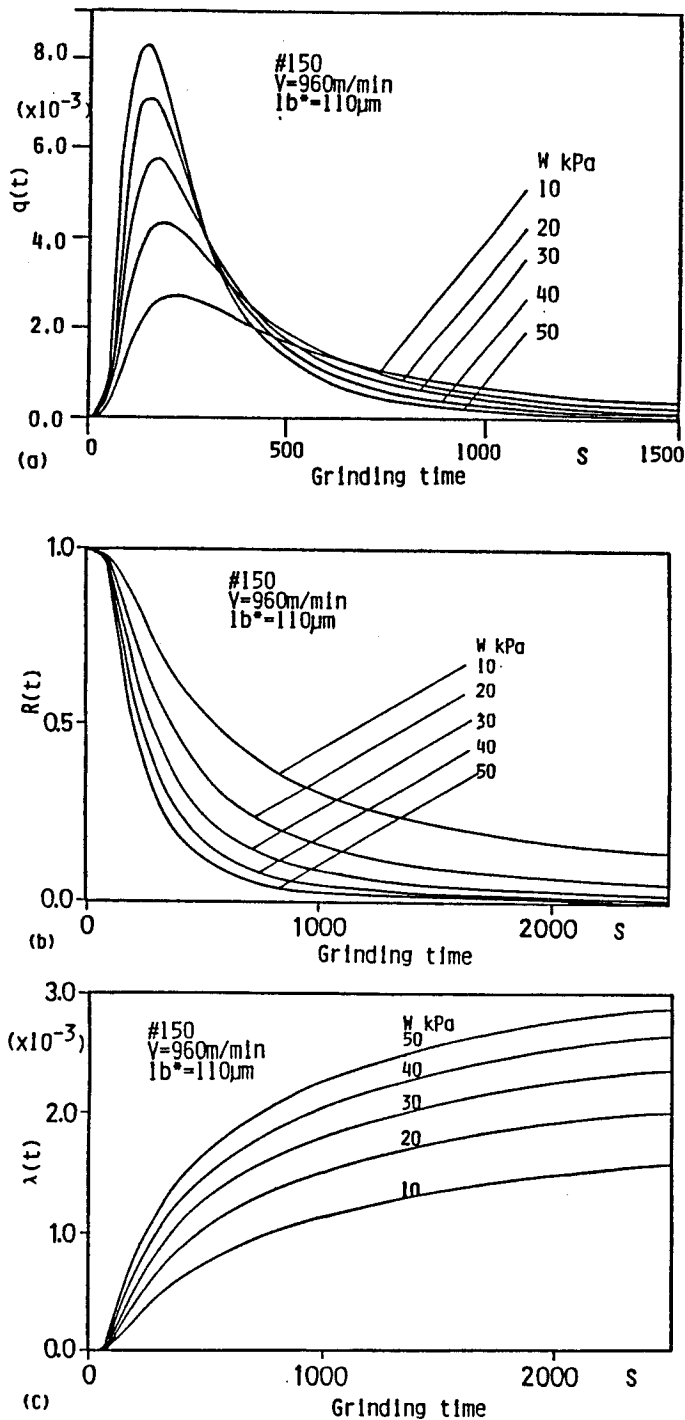 8.0
(x10⁻³)
6.0
4.0
2.0
0.0
q(t)
#150
V=960m/min
lb*=110µm
W kPa
10
20
30
40
50
0
500
1000
S
1500
(a)
Grinding time
1.0
0.5
0.0
R(t)
#150
V=960m/min
lb*=110µm
W kPa
10
20
30
40
50
0
1000
2000
S
(b)
Grinding time
3.0
(x10⁻³)
2.0
1.0
0.0
λ(t)
#150
V=960m/min
lb*=110µm
W kPa
50
40
30
20
10
0
1000
2000
S
(c)
Grinding time